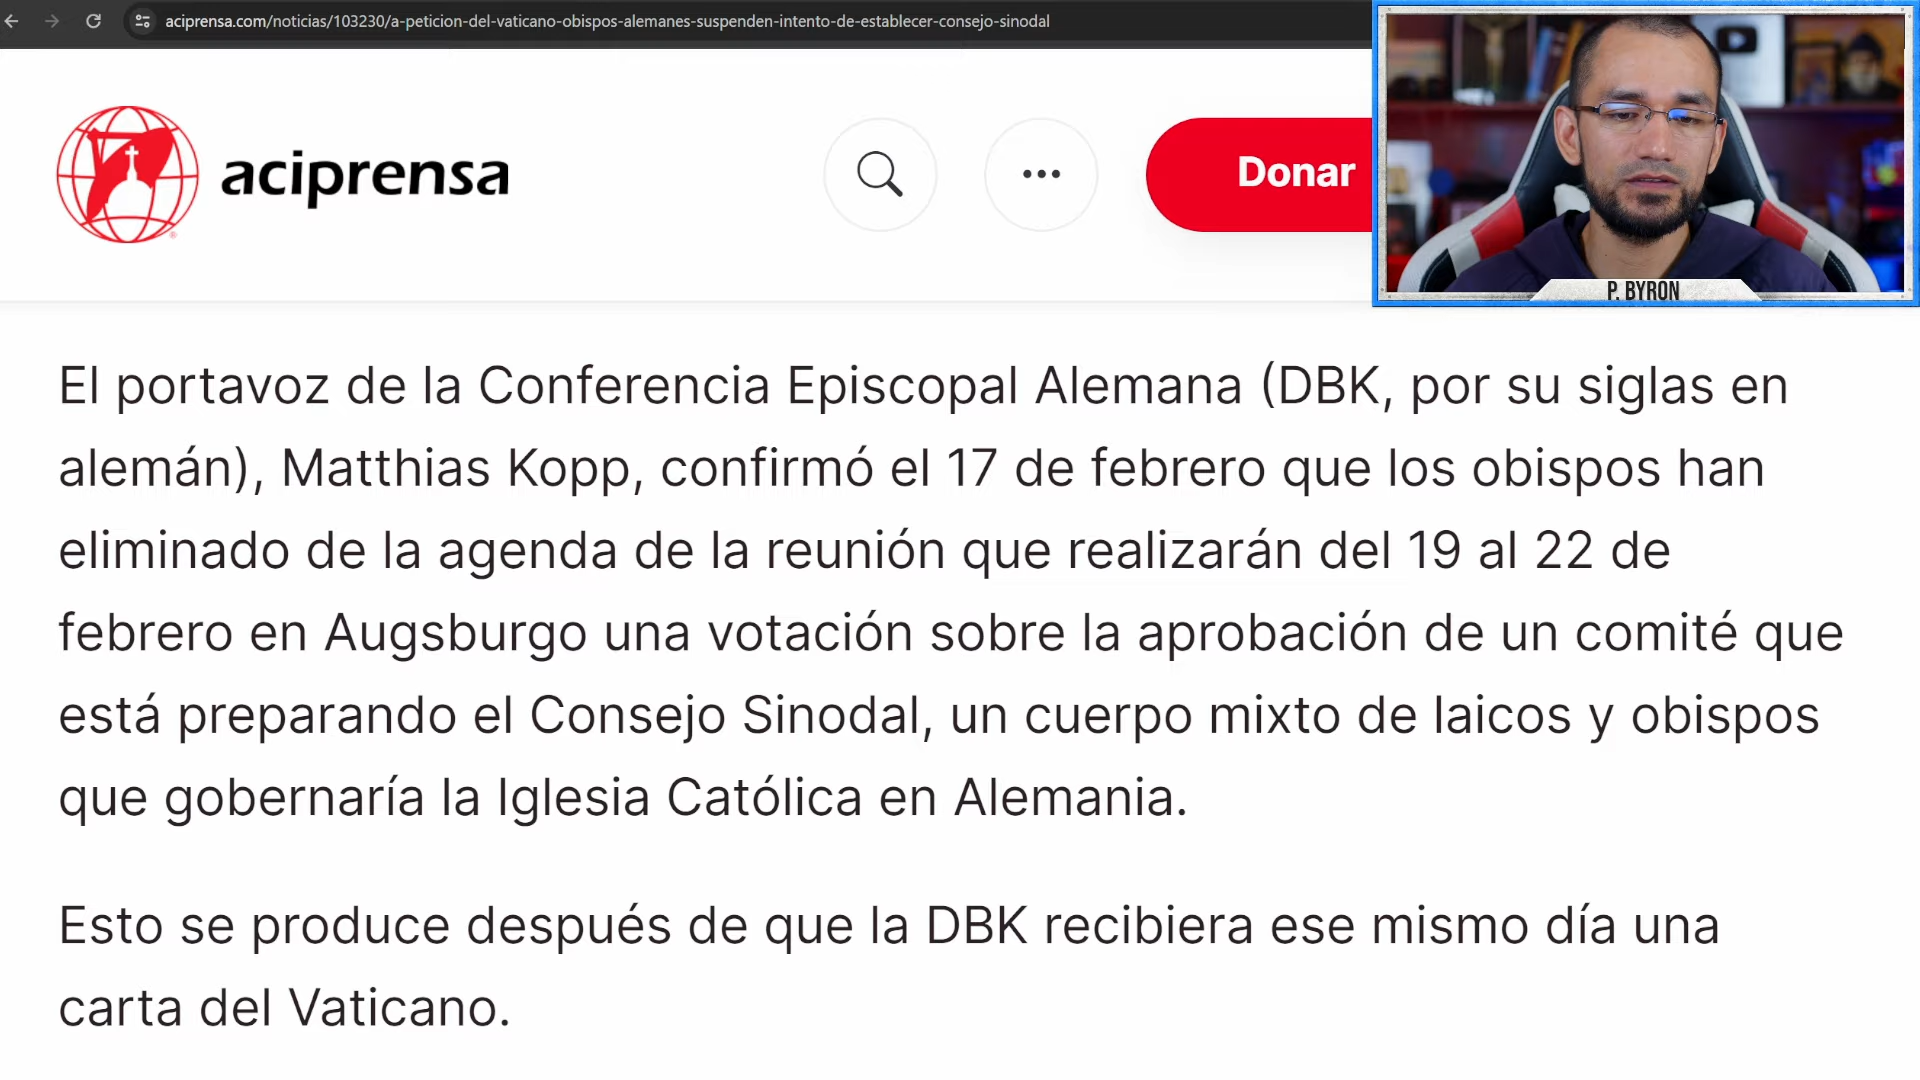 aciprensa.com/noticias/103230/a-peticion-del-vaticano-obispos-alemanes-suspenden-intento-de-establecer-consejo-sinodal
aciprensa
Donar
P. BYRON
El portavoz de la Conferencia Episcopal Alemana (DBK, por su siglas en
alemán), Matthias Kopp, confirmó el 17 de febrero que los obispos han
eliminado de la agenda de la reunión que realizarán del 19 al 22 de
febrero en Augsburgo una votación sobre la aprobación de un comité que
está preparando el Consejo Sinodal, un cuerpo mixto de laicos y obispos
que gobernaría la Iglesia Católica en Alemania.
Esto se produce después de que la DBK recibiera ese mismo día una
carta del Vaticano.